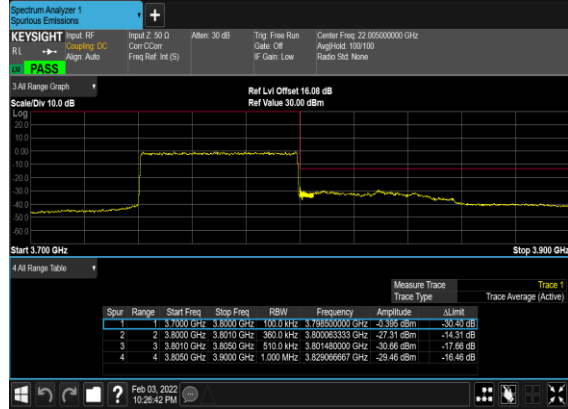 Spectrum Analyzer 1
Spurious Emissions
+
KEYSIGHT Input: RF Input Z: 50 Ω Atten: 30 dB Trig: Free Run Center Freq: 22.005000000 GHz
RL Coupling: DC Corr CCorr Gate: Off Avg|Hold: 100/100
Align: Auto Freq Ref: Int (S) IF Gain: Low Radio Std: None
PASS
3 All Range Graph
Ref Lvl Offset 16.08 dB
Scale/Div 10.0 dB Ref Value 30.00 dBm
Log
20.0
10.0
0.00
-10.0
-20.0
-30.0
-40.0
-50.0
-60.0
Start 3.700 GHz Stop 3.900 GHz
4 All Range Table
Measure Trace Trace 1
Trace Type Trace Average (Active)
Spur Range Start Freq Stop Freq RBW Frequency Amplitude ΔLimit
1 1 3.7000 GHz 3.8000 GHz 100.0 kHz 3.798500000 GHz -0.395 dBm -30.40 dB
2 2 3.8000 GHz 3.8010 GHz 360.0 kHz 3.800063333 GHz -27.31 dBm -14.31 dB
3 3 3.8010 GHz 3.8050 GHz 510.0 kHz 3.801480000 GHz -30.66 dBm -17.66 dB
4 4 3.8050 GHz 3.9000 GHz 1.000 MHz 3.829066667 GHz -29.46 dBm -16.46 dB
? Feb 03, 2022
10:26:42 PM